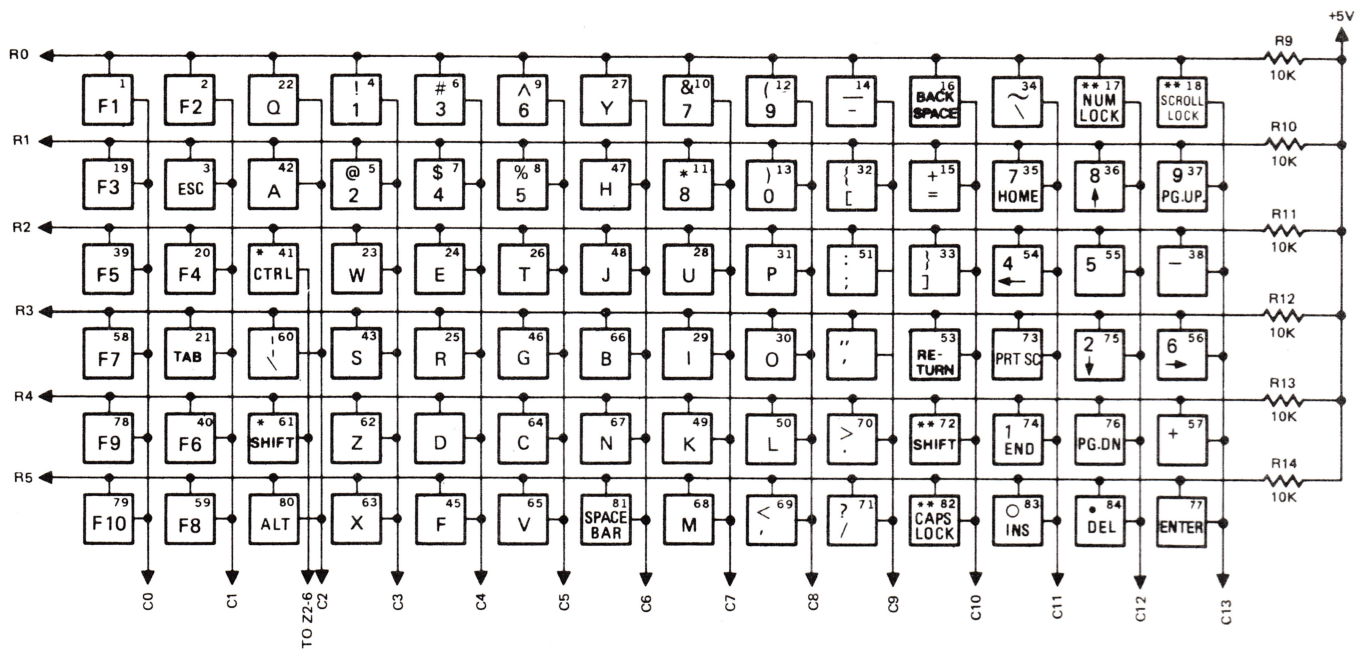 +5V
R0 R9
10K
1 F1
2 F2
22 Q
! 4 1
# 6 3
^ 9 6
27 Y
& 10 7
( 12 9
— 14 -
16 BACK SPACE
~ 34 \
** 17 NUM LOCK
** 18 SCROLL LOCK
R1 R10
10K
19 F3
3 ESC
42 A
@ 5 2
$ 7 4
% 8 5
47 H
* 11 8
) 13 0
{ 32 [
+ 15 =
7 35 HOME
8 36 ↑
9 37 PG.UP.
R2 R11
10K
39 F5
20 F4
* 41 CTRL
23 W
24 E
26 T
48 J
28 U
31 P
: 51 ;
} 33 ]
4 54 ←
5 55
— 38
R3 R12
10K
58 F7
21 TAB
¦ 60 \
43 S
25 R
46 G
66 B
29 I
30 O
" '
53 RE-TURN
73 PRT SC
2 75 ↓
6 56 →
R4 R13
10K
78 F9
40 F6
* 61 SHIFT
62 Z
44 D
64 C
67 N
49 K
50 L
> 70 .
** 72 SHIFT
1 74 END
76 PG.DN
+ 57
R5 R14
10K
79 F10
59 F8
80 ALT
63 X
45 F
65 V
81 SPACE BAR
68 M
< 69 ,
? 71 /
** 82 CAPS LOCK
○ 83 INS
• 84 DEL
77 ENTER
C0 C1 TO Z2-6 C2 C3 C4 C5 C6 C7 C8 C9 C10 C11 C12 C13